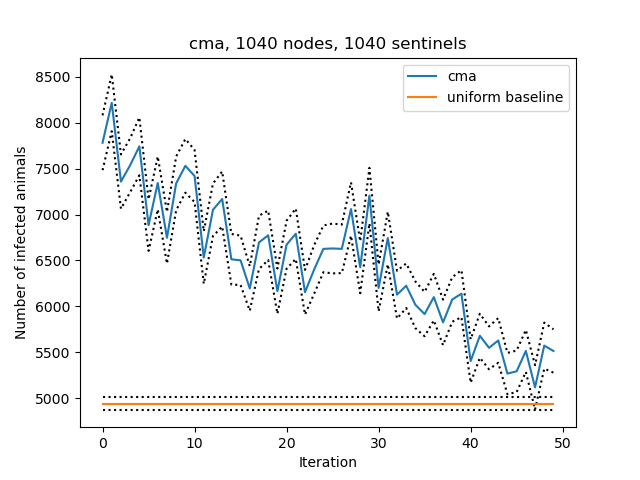 cma, 1040 nodes, 1040 sentinels
cma
uniform baseline
Number of infected animals
8500
8000
7500
7000
6500
6000
5500
5000
0 10 20 30 40 50
Iteration